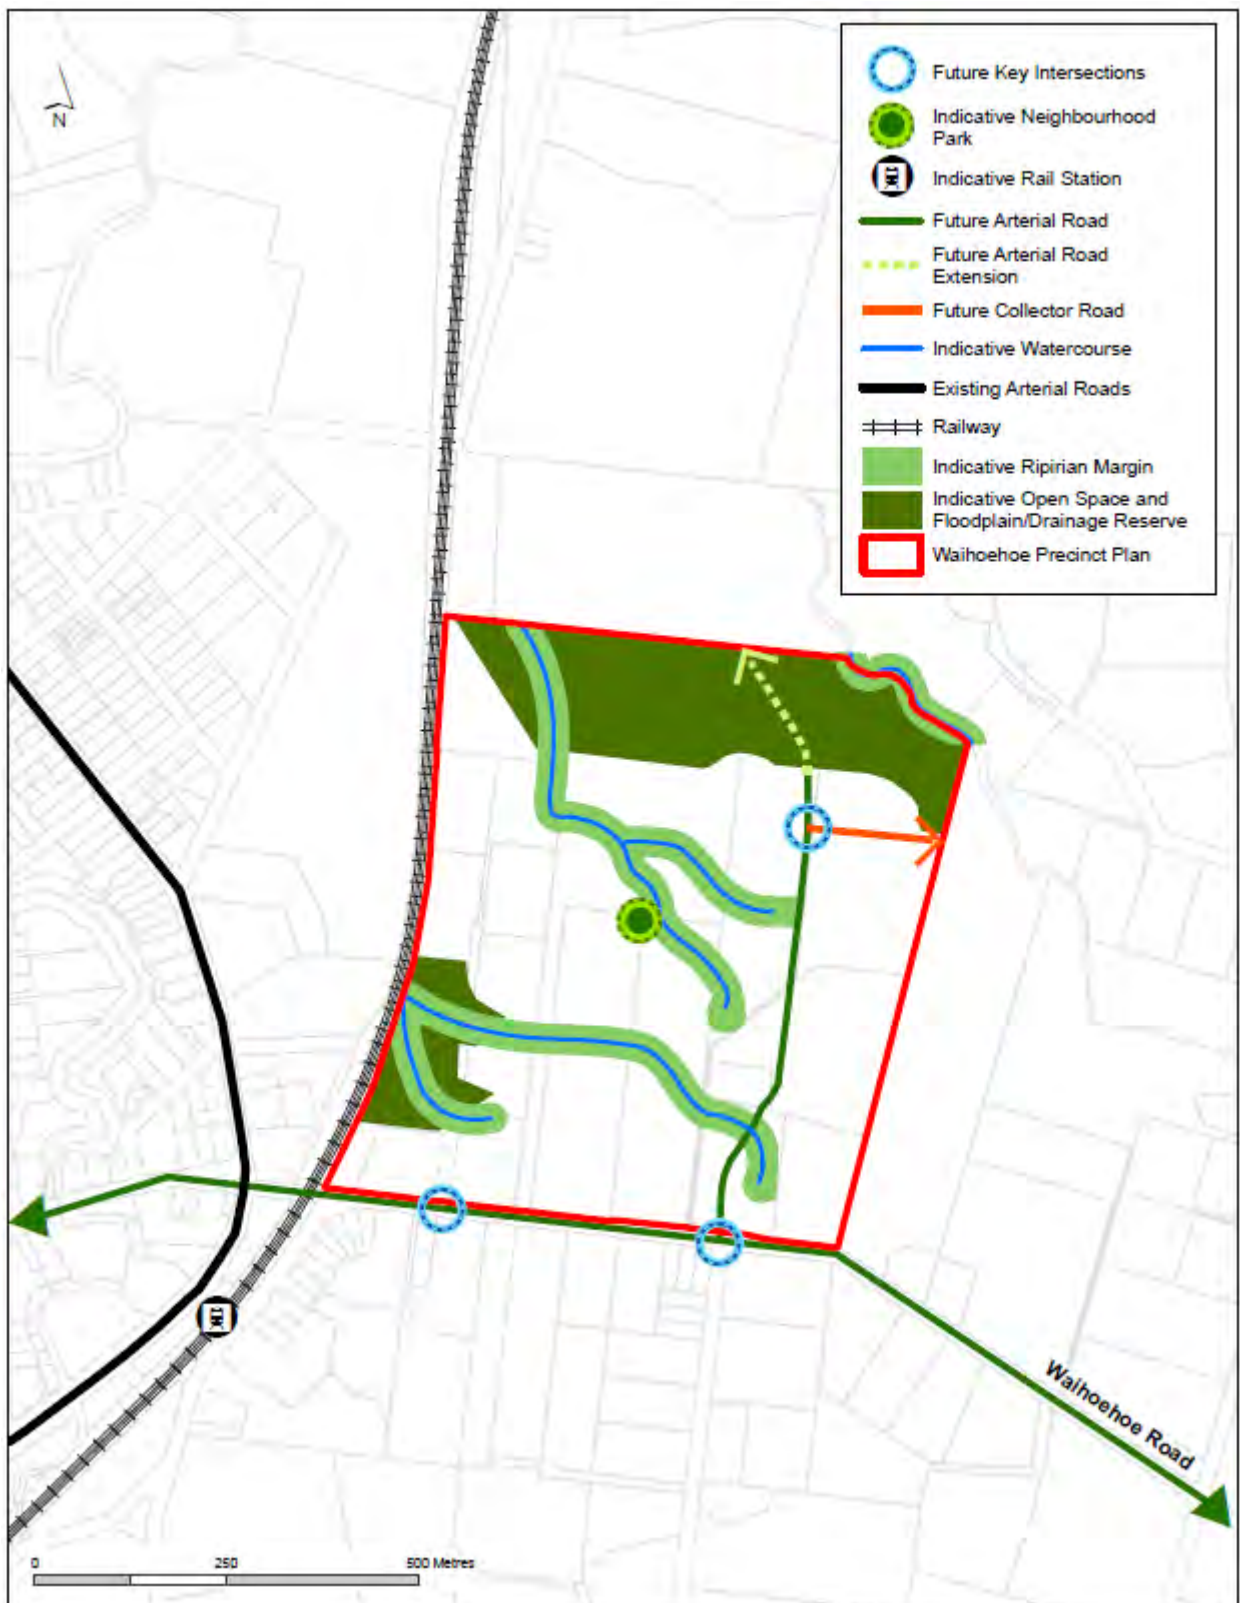 N
Future Key Intersections
Indicative Neighbourhood
Park
Indicative Rail Station
Future Arterial Road
Future Arterial Road
Extension
Future Collector Road
Indicative Watercourse
Existing Arterial Roads
Railway
Indicative Ripirian Margin
Indicative Open Space and
Floodplain/Drainage Reserve
Waihoehoe Precinct Plan
Waihoehoe Road
0 250 500 Metres